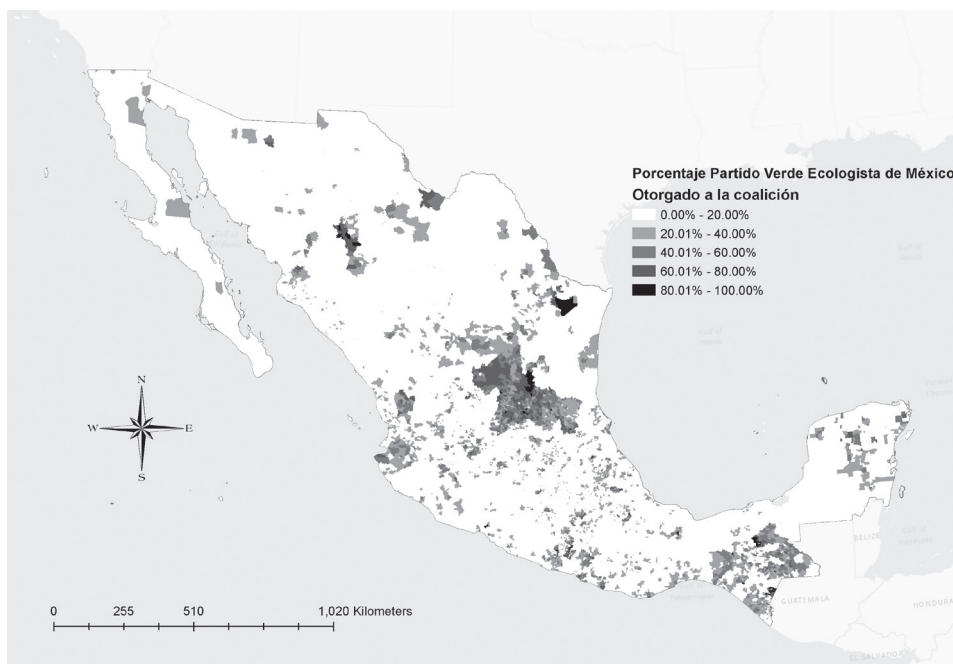 Porcentaje Partido Verde Ecologista de México
Otorgado a la coalición
0.00% - 20.00%
20.01% - 40.00%
40.01% - 60.00%
60.01% - 80.00%
80.01% - 100.00%
N
W E
S
BELIZE
GUATEMALA
HONDURA
EL SALVADOR
0 255 510 1,020 Kilometers